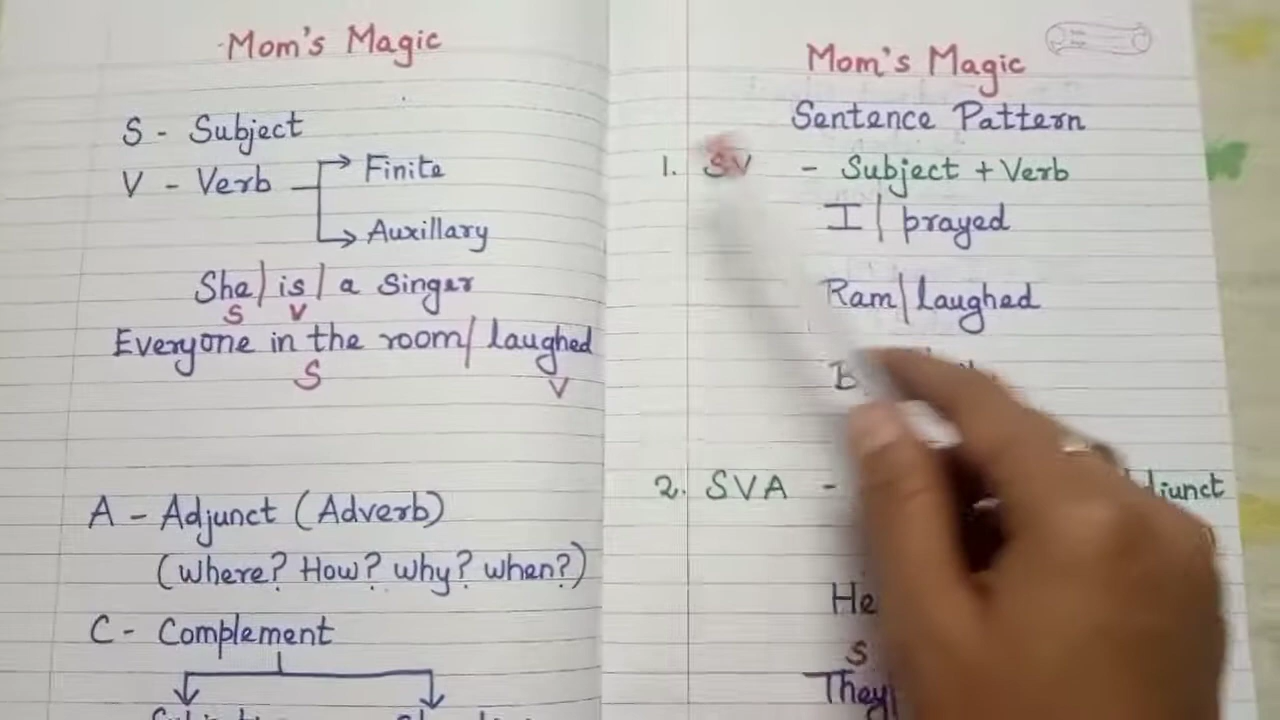 Mom's Magic
S - Subject
V - Verb
Finite
Auxillary
She | is | a singer
S V
Everyone in the room | laughed
S V
A - Adjunct (Adverb)
(Where? How? Why? when?)
C - Complement
Mom's Magic
Sentence Pattern
1. SV - Subject + Verb
I | prayed
Ram | laughed
2. SVA -
He
S
They